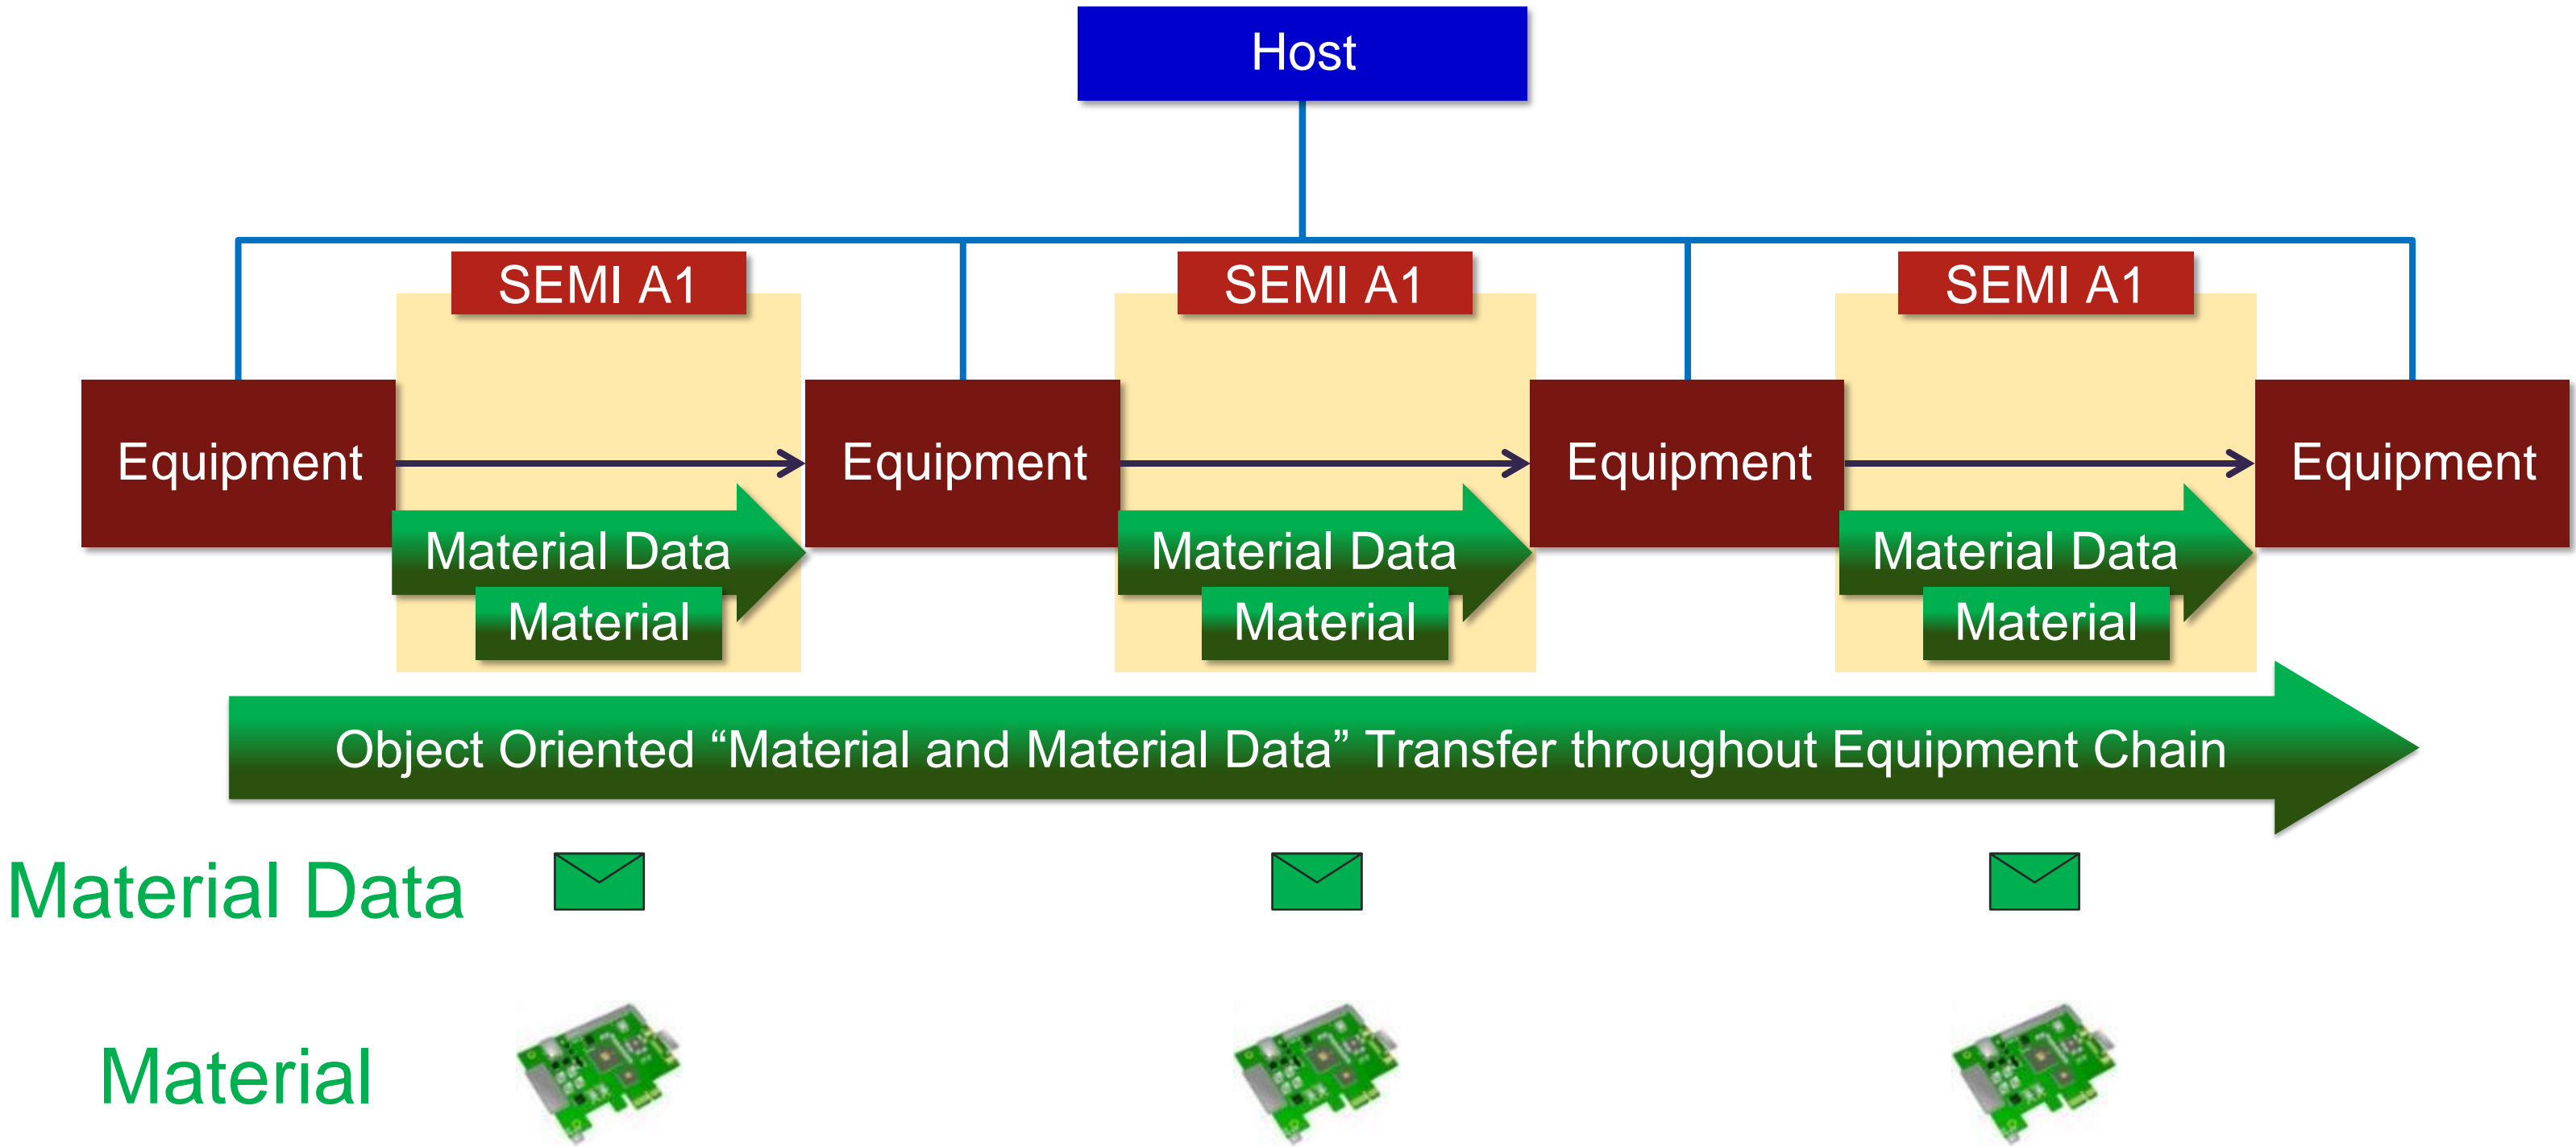 Host
SEMI A1
SEMI A1
SEMI A1
Equipment
Equipment
Equipment
Equipment
Material Data
Material Data
Material Data
Material
Material
Material
Object Oriented “Material and Material Data” Transfer throughout Equipment Chain
Material Data
Material